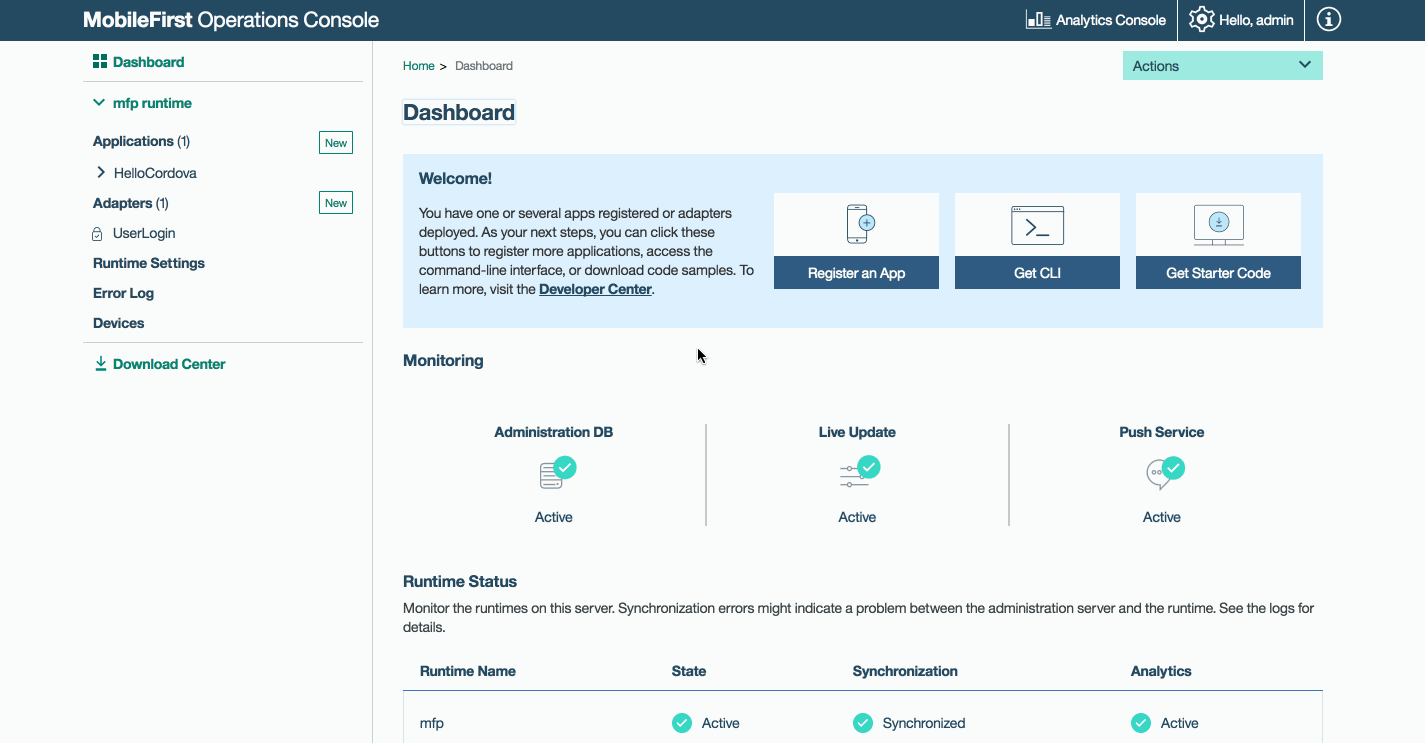 MobileFirst Operations Console
Analytics Console
Hello, admin
Dashboard
mfp runtime
Applications (1)
New
HelloCordova
Adapters (1)
New
UserLogin
Runtime Settings
Error Log
Devices
Download Center
Home > Dashboard
Actions
Dashboard
Welcome!
You have one or several apps registered or adapters
deployed. As your next steps, you can click these
buttons to register more applications, access the
command-line interface, or download code samples. To
learn more, visit the Developer Center.
Register an App
Get CLI
Get Starter Code
Monitoring
Administration DB
Active
Live Update
Active
Push Service
Active
Runtime Status
Monitor the runtimes on this server. Synchronization errors might indicate a problem between the administration server and the runtime. See the logs for
details.
Runtime Name State Synchronization Analytics
mfp Active Synchronized Active